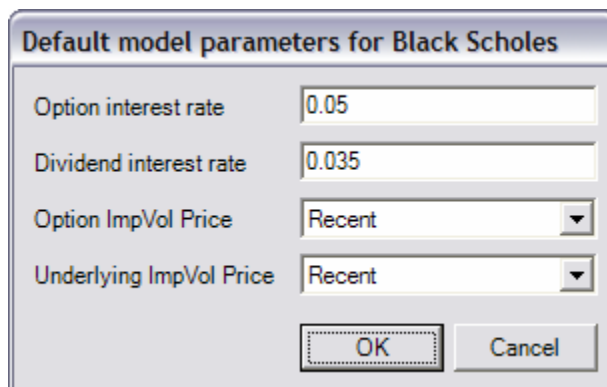 Default model parameters for Black Scholes
Option interest rate 0.05
Dividend interest rate 0.035
Option ImpVol Price Recent
Underlying ImpVol Price Recent
OK Cancel